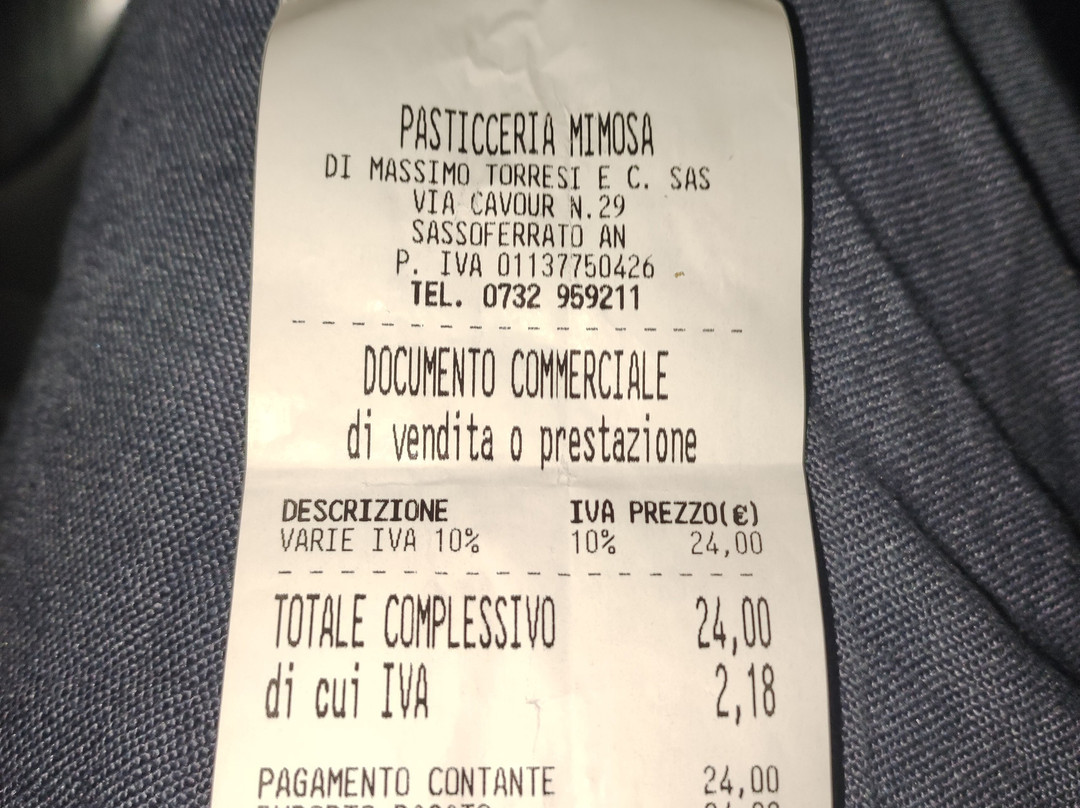 PASTICCERIA MIMOSA
DI MASSIMO TORRESI E C. SAS
VIA CAVOUR N.29
SASSOFERRATO AN
P. IVA 01137750426
TEL. 0732 959211
DOCUMENTO COMMERCIALE
di vendita o prestazione
DESCRIZIONE IVA PREZZO(€)
VARIE IVA 10% 10% 24,00
TOTALE COMPLESSIVO 24,00
di cui IVA 2,18
PAGAMENTO CONTANTE 24,00